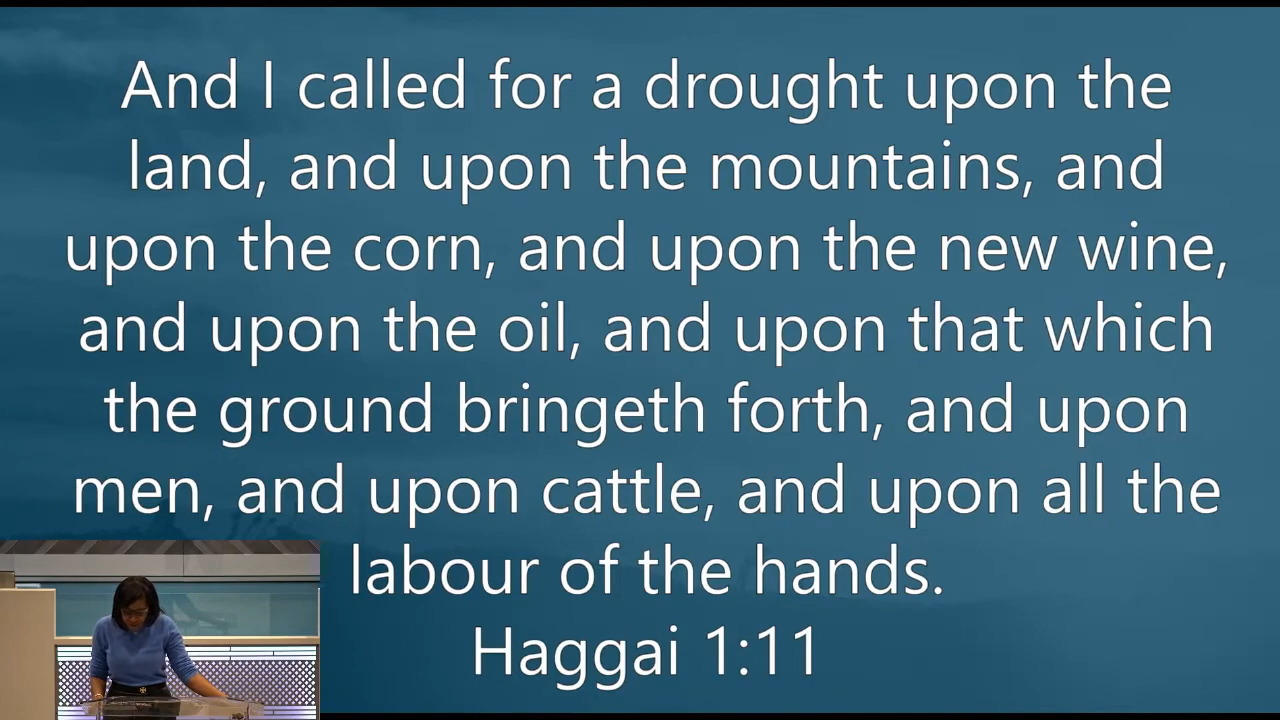 And I called for a drought upon the
land, and upon the mountains, and
upon the corn, and upon the new wine,
and upon the oil, and upon that which
the ground bringeth forth, and upon
men, and upon cattle, and upon all the
labour of the hands.
Haggai 1:11